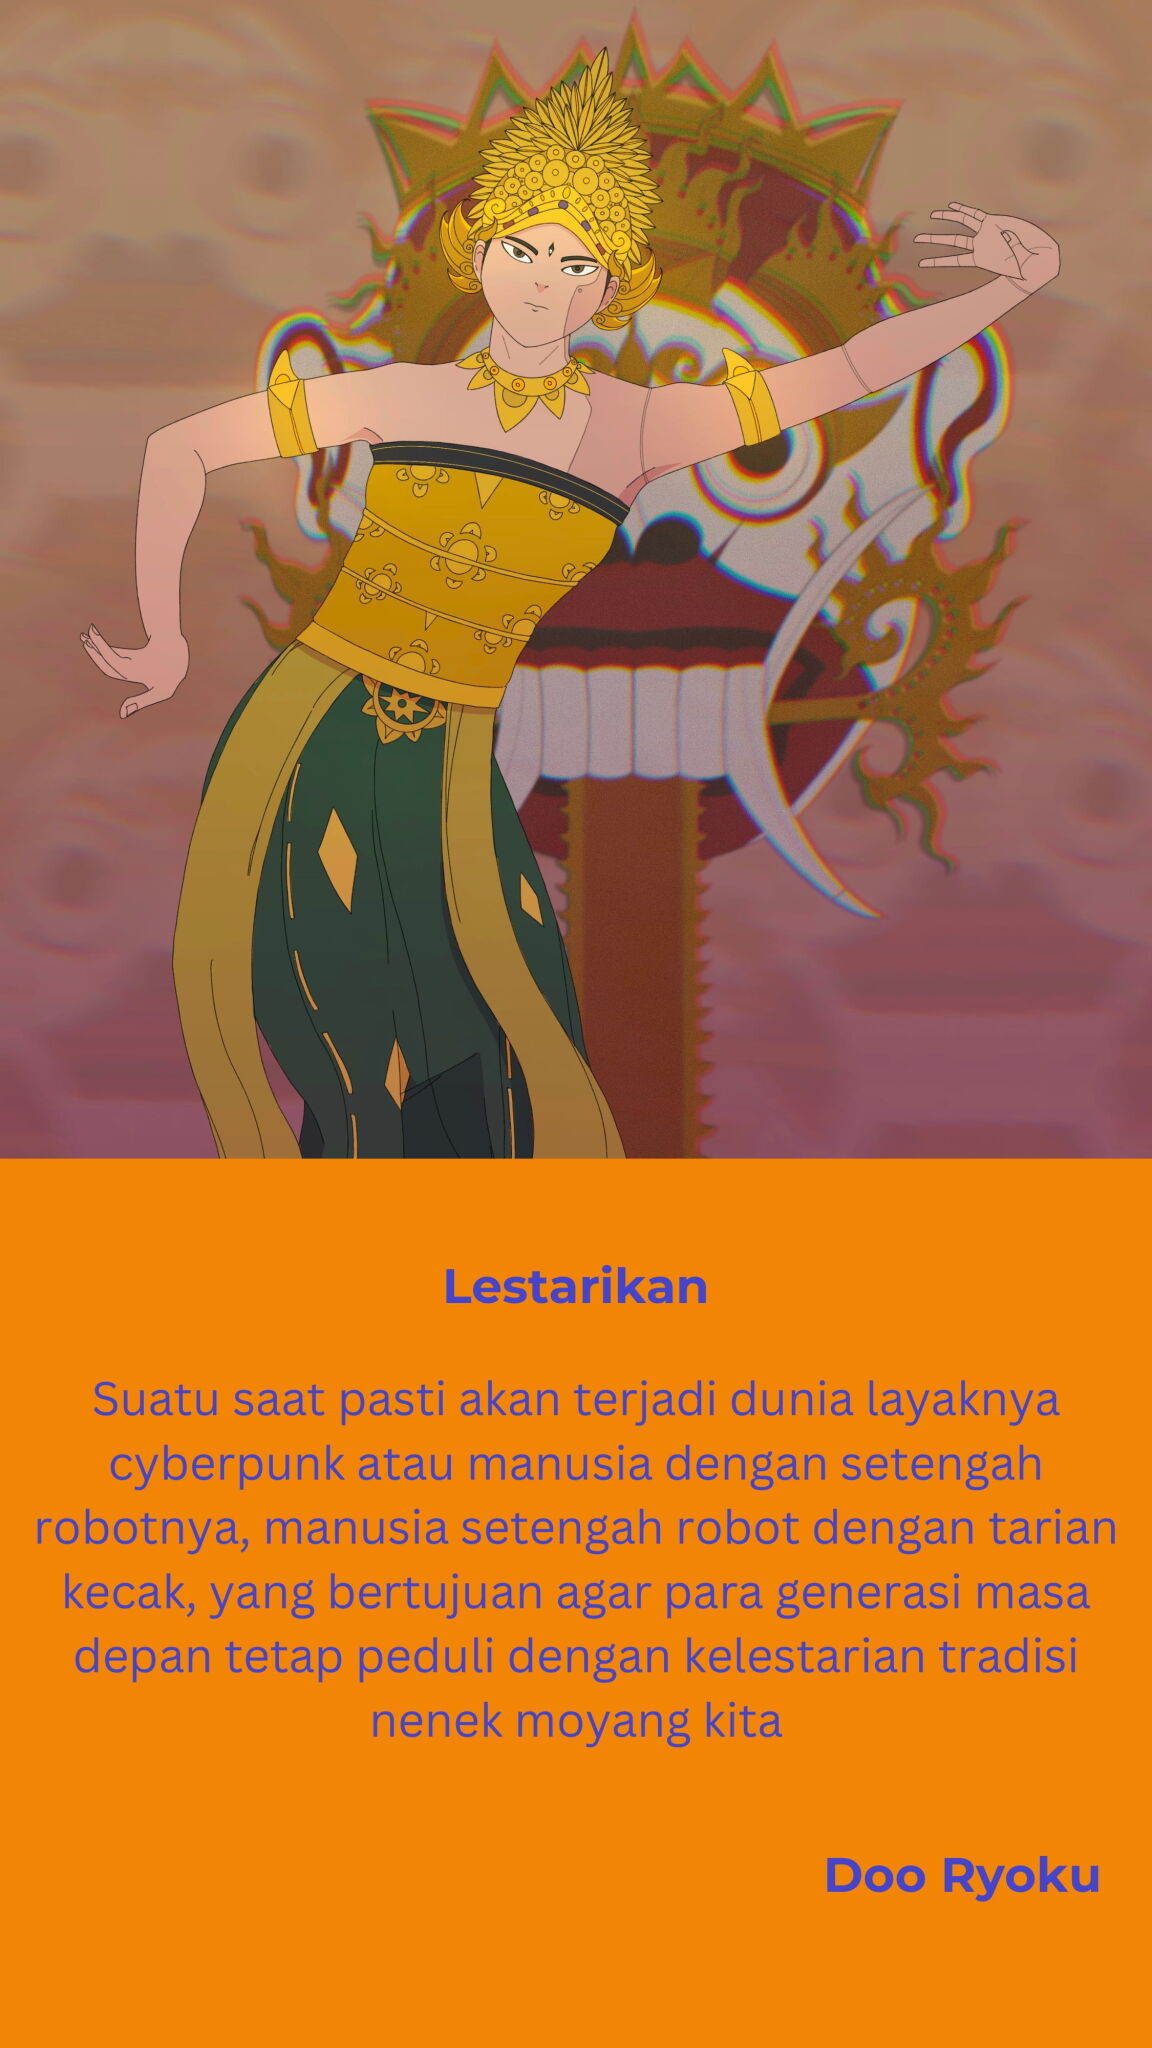 Lestarikan
Suatu saat pasti akan terjadi dunia layaknya
cyberpunk atau manusia dengan setengah
robotnya, manusia setengah robot dengan tarian
kecak, yang bertujuan agar para generasi masa
depan tetap peduli dengan kelestarian tradisi
nenek moyang kita
Doo Ryoku